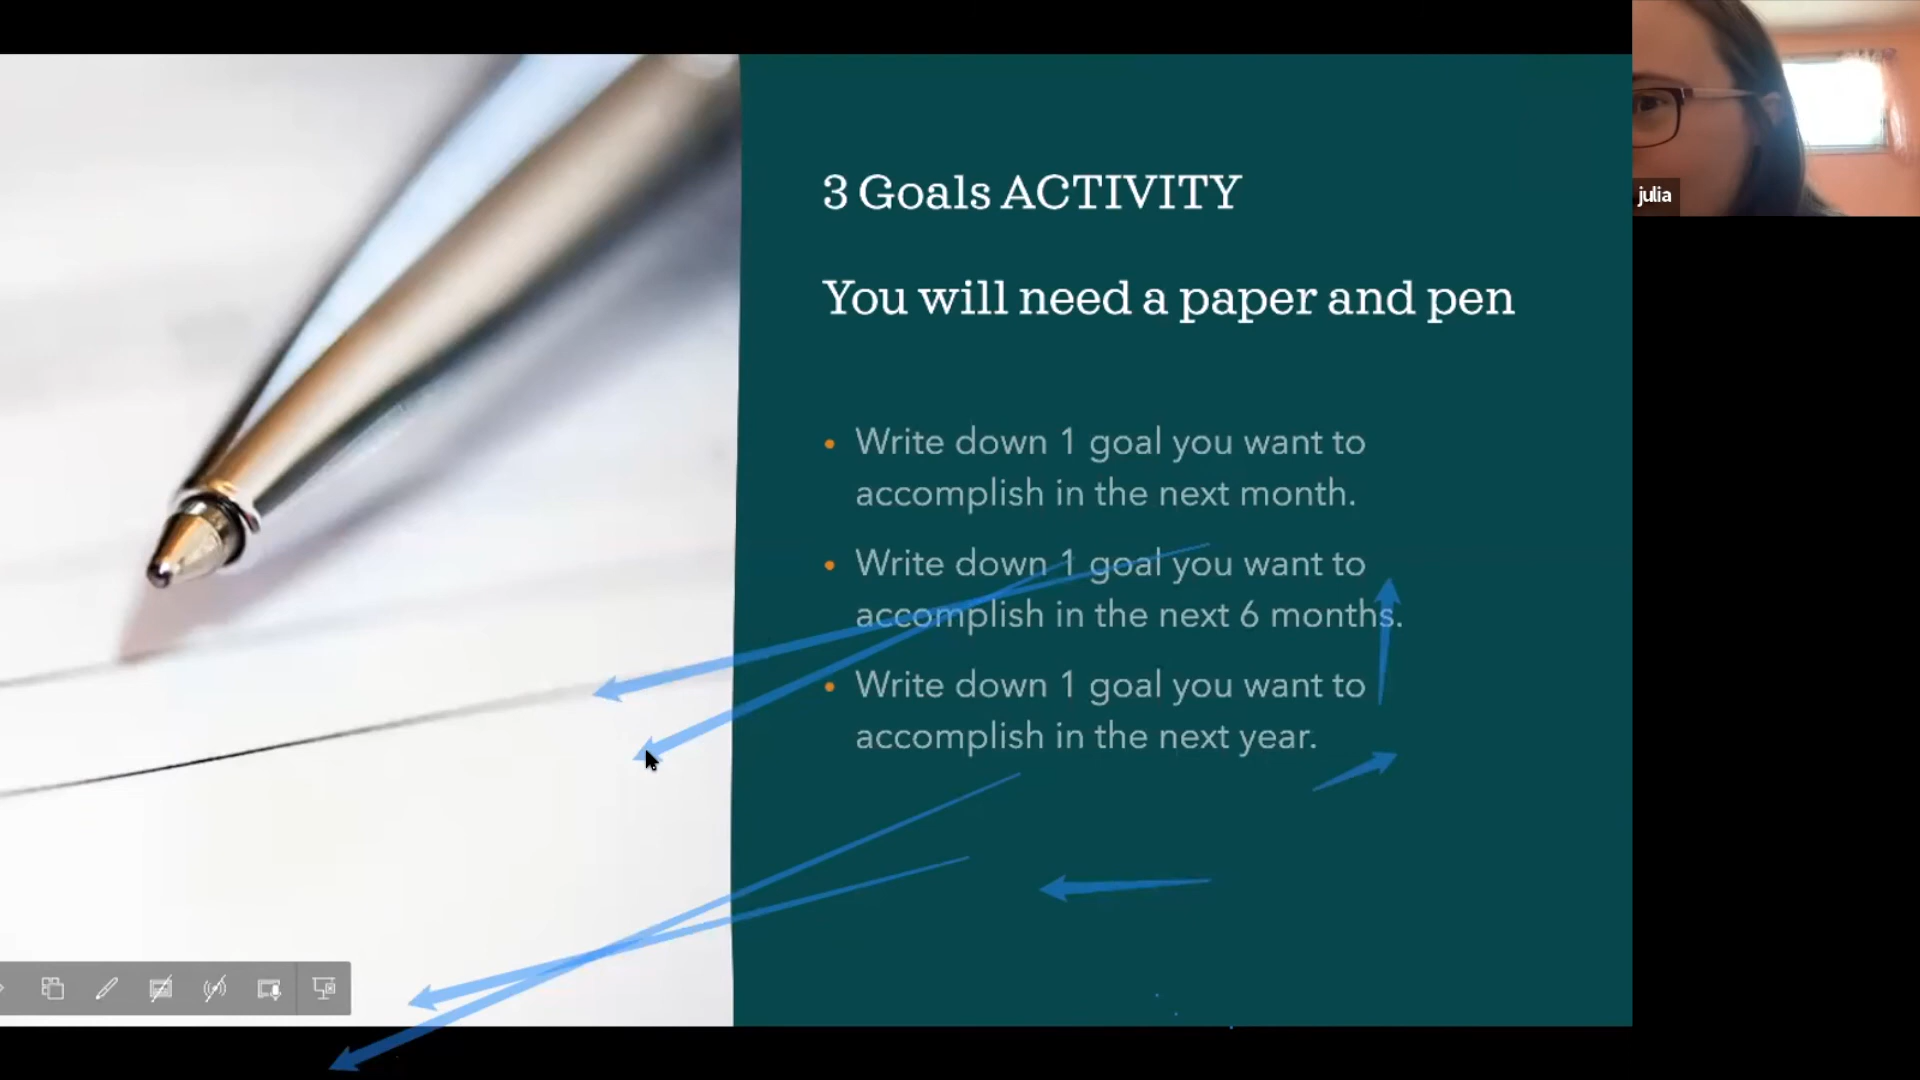 3 Goals ACTIVITY
You will need a paper and pen
• Write down 1 goal you want to
accomplish in the next month.
• Write down 1 goal you want to
accomplish in the next 6 months.
• Write down 1 goal you want to
accomplish in the next year.
julia